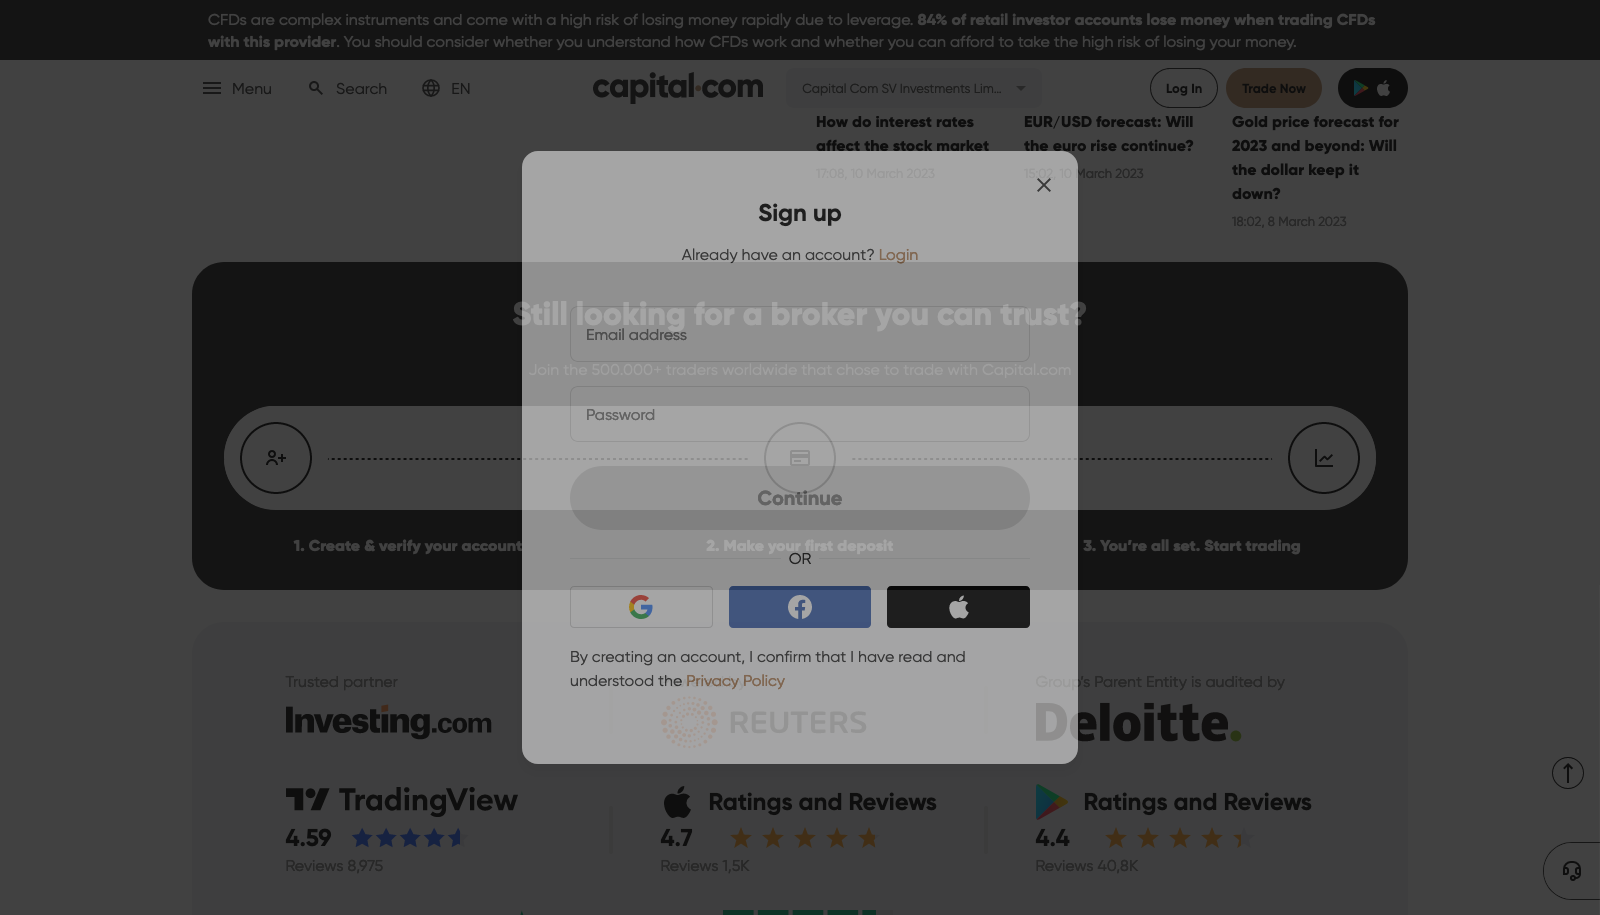 CFDs are complex instruments and come with a high risk of losing money rapidly due to leverage. 84% of retail investor accounts lose money when trading CFDs
with this provider. You should consider whether you understand how CFDs work and whether you can afford to take the high risk of losing your money.
Menu
Search
EN
capital.com
Capital Com SV Investments Lim...
Log In
Trade Now
How do interest rates
affect the stock market
17:08, 10 March 2023
EUR/USD forecast: Will
the euro rise continue?
15:02, 10 March 2023
Gold price forecast for
2023 and beyond: Will
the dollar keep it
down?
18:02, 8 March 2023
Sign up
Already have an account? Login
Still looking for a broker you can trust?
Email address
Join the 500.000+ traders worldwide that chose to trade with Capital.com
Password
Continue
1. Create & verify your account
2. Make your first deposit
3. You're all set. Start trading
OR
By creating an account, I confirm that I have read and
understood the Privacy Policy
Trusted partner
Investing.com
REUTERS
Group's Parent Entity is audited by
Deloitte.
TradingView
4.59
Reviews 8,975
Ratings and Reviews
4.7
Reviews 1,5K
Ratings and Reviews
4.4
Reviews 40,8K